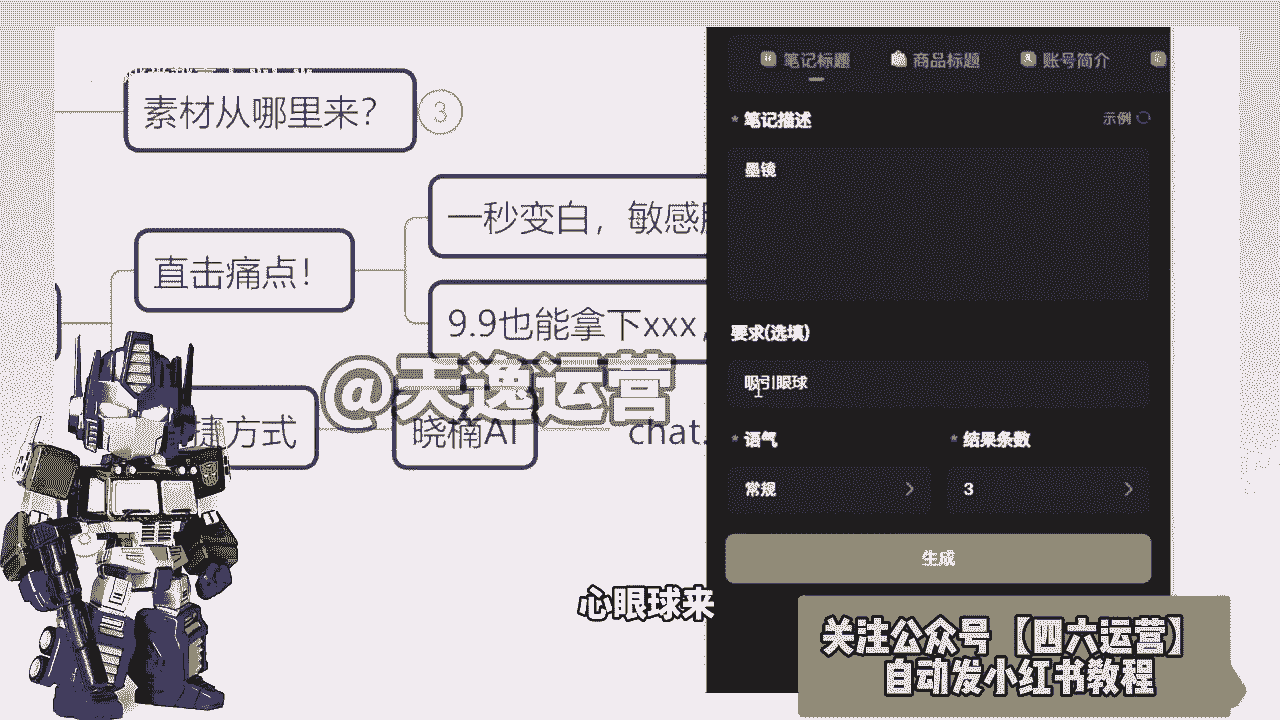 素材从哪里来?
3
直击痛点!
一秒变白，敏感
9.9也能拿下xxx，
捷方式
晓楠AI
chat.
@天逸运营
笔记标题
商品标题
账号简介
* 笔记描述
示例
墨镜
要求(选填)
吸引眼球
* 语气
* 结果条数
常规
3
生成
心眼球来
关注公众号【四六运营】
自动发小红书教程